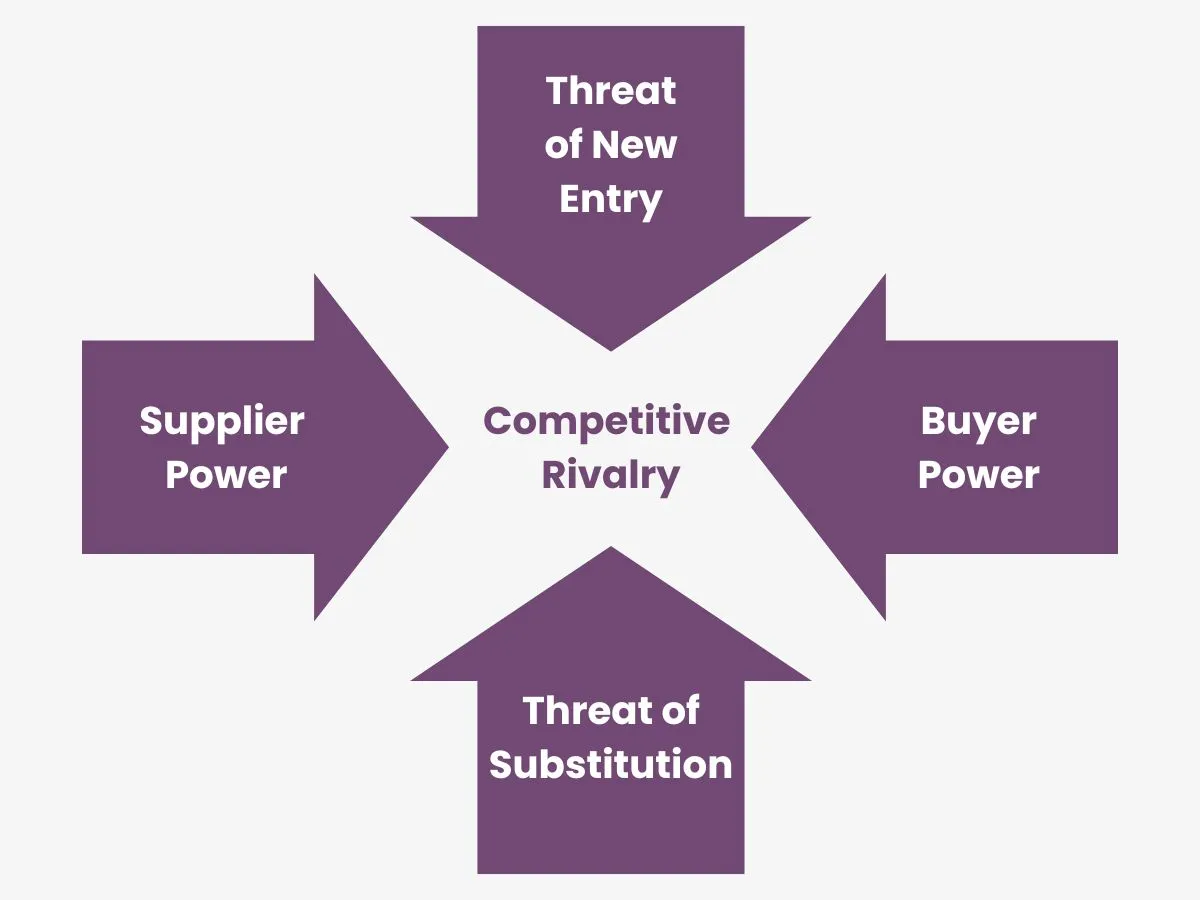 Threat
of New
Entry
Supplier
Power
Competitive
Rivalry
Buyer
Power
Threat of
Substitution